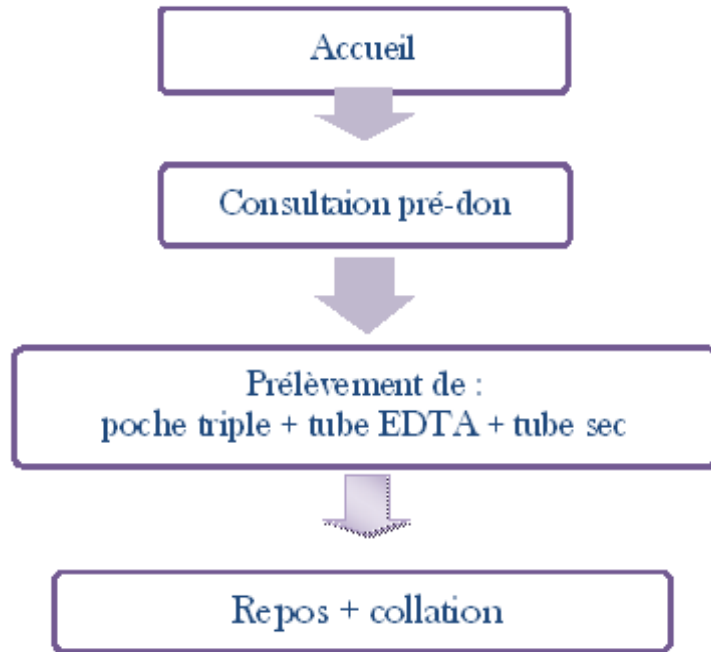 Accueil
Consultaion pré-don
Prélèvement de :
poche triple + tube EDTA + tube sec
Repos + collation